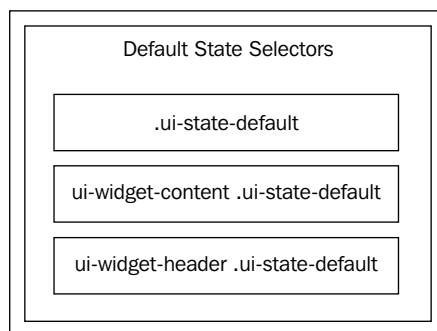 Default State Selectors
.ui-state-default
ui-widget-content .ui-state-default
ui-widget-header .ui-state-default